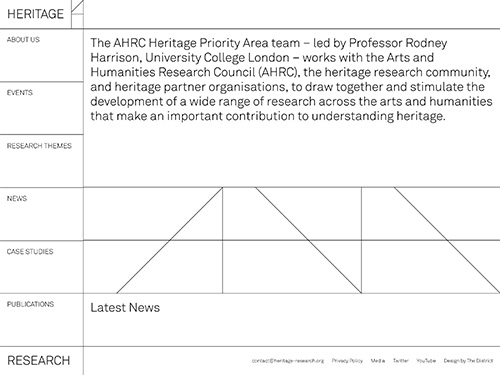 HERITAGE
ABOUT US
EVENTS
RESEARCH THEMES
NEWS
CASE STUDIES
PUBLICATIONS
RESEARCH
The AHRC Heritage Priority Area team – led by Professor Rodney
Harrison, University College London – works with the Arts and
Humanities Research Council (AHRC), the heritage research community,
and heritage partner organisations, to draw together and stimulate the
development of a wide range of research across the arts and humanities
that make an important contribution to understanding heritage.
Latest News
contact@heritage-research.org Privacy Policy Media Twitter YouTube Design by The District